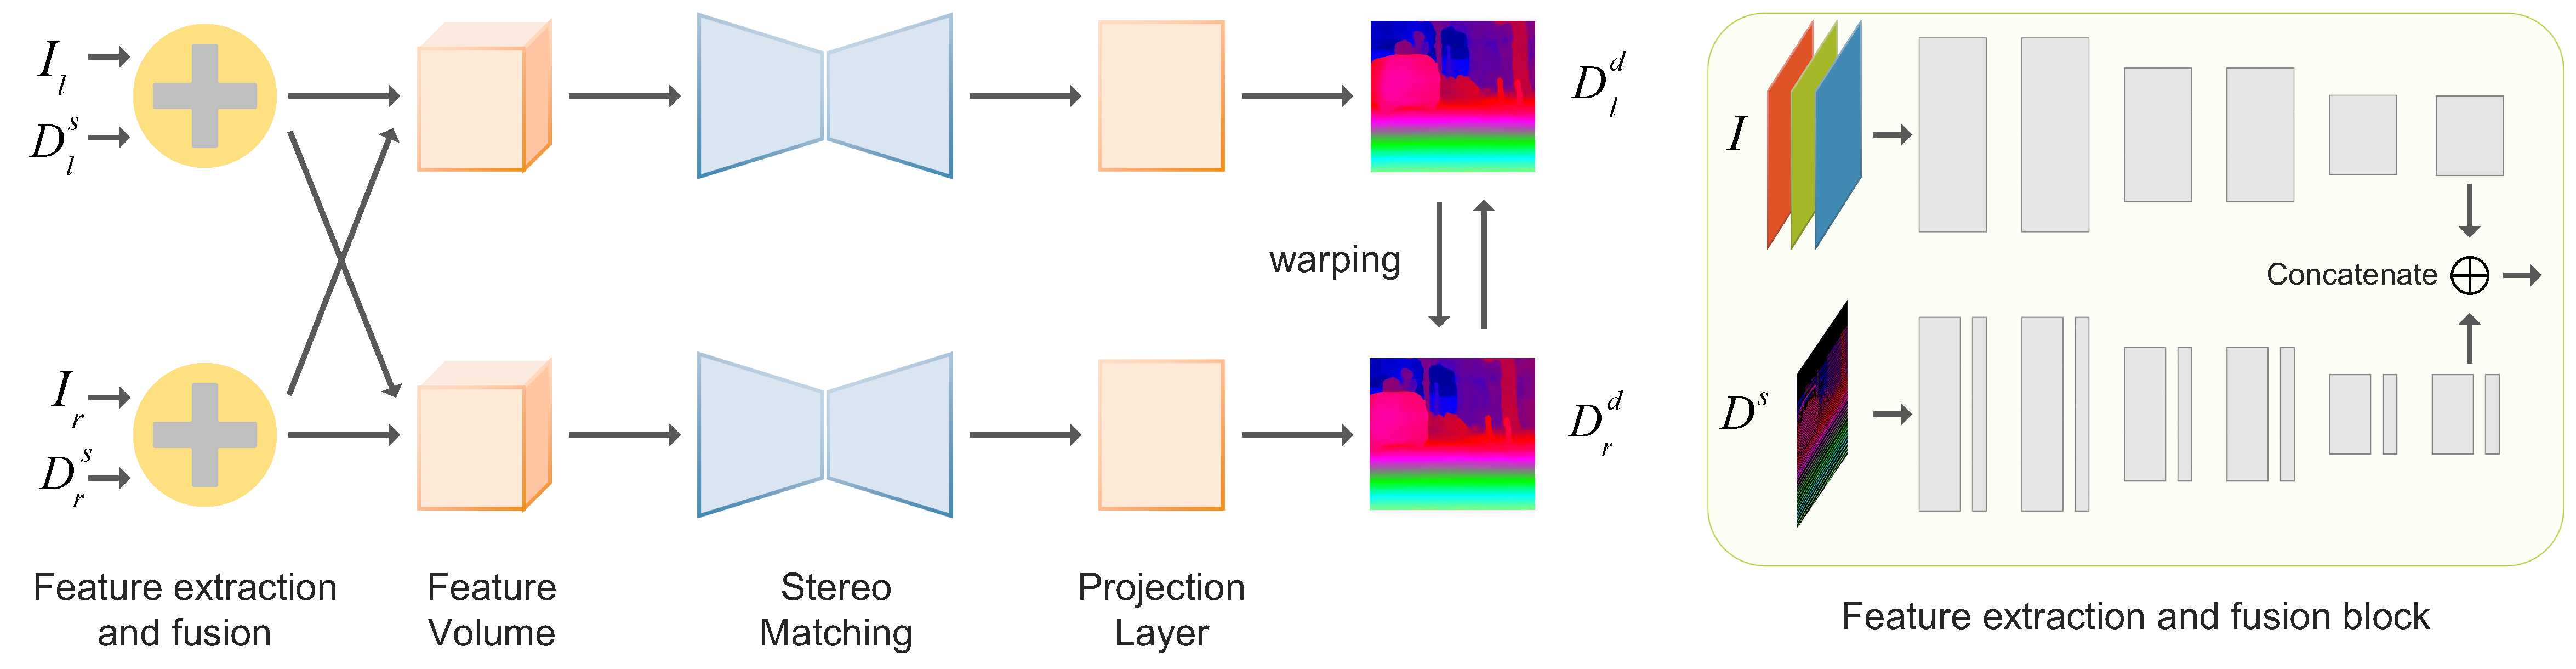 I_l
D_l^s
I_r
D_r^s
D_l^d
warping
D_r^d
Feature extraction
and fusion
Feature
Volume
Stereo
Matching
Projection
Layer
I
Concatenate
D^s
Feature extraction and fusion block